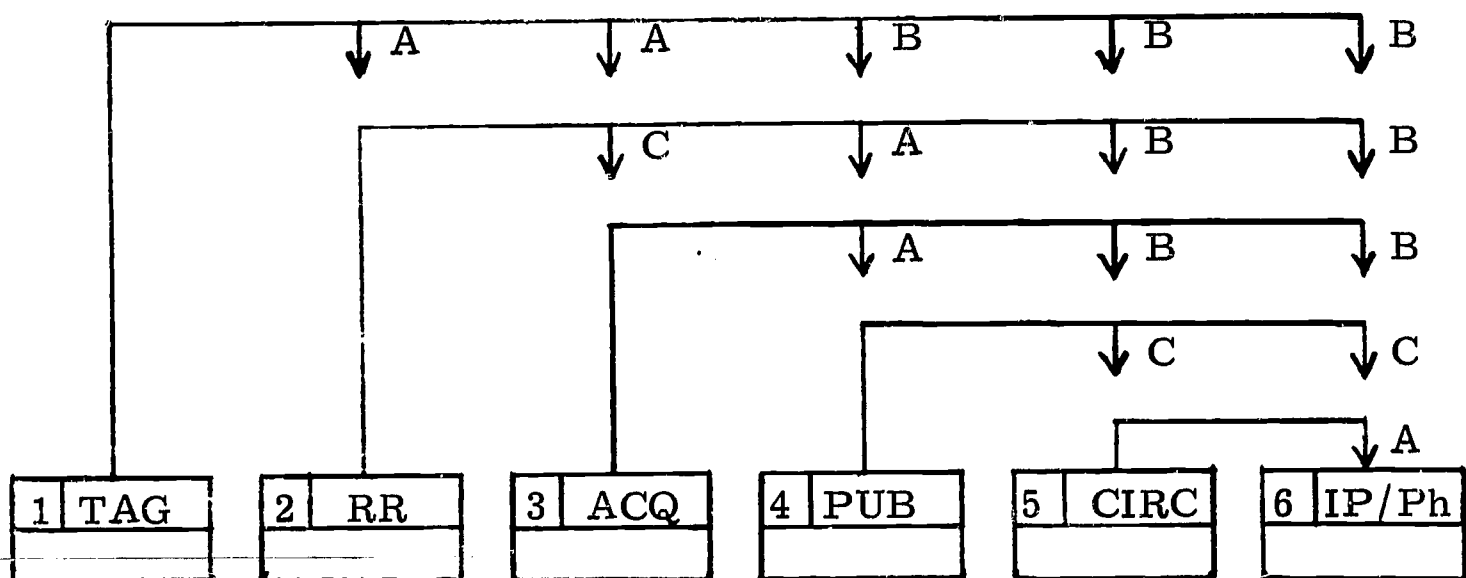 A A B B B
C A B B
A B B
C C
A
1 TAG 2 RR 3 ACQ 4 PUB 5 CIRC 6 IP/Ph